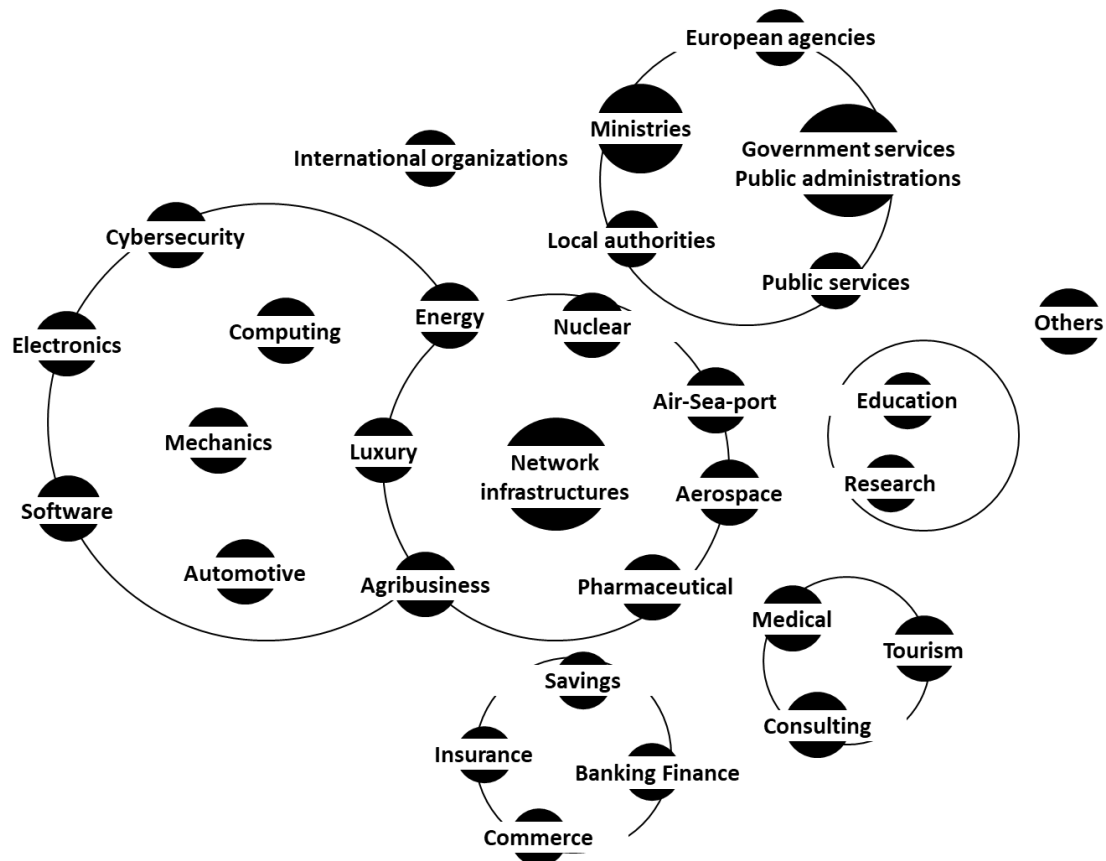 European agencies
Ministries
Government services
Public administrations
International organizations
Local authorities
Public services
Cybersecurity
Energy
Nuclear
Computing
Electronics
Others
Air-Sea-port
Education
Mechanics
Luxury
Network
infrastructures
Research
Aerospace
Software
Automotive
Agribusiness
Pharmaceutical
Medical
Tourism
Savings
Consulting
Insurance
Banking Finance
Commerce